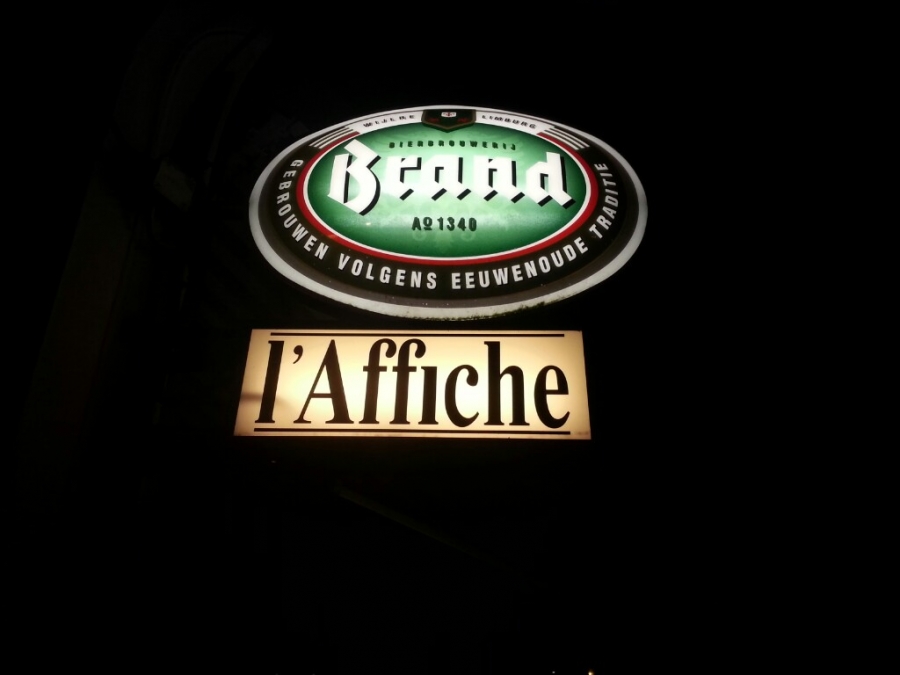 WIJLRE LIMBURG
BIERBROUWERIJ
Brand
Aº 1340
GEBROUWEN VOLGENS EEUWENOUDE TRADITIE
l'Affiche